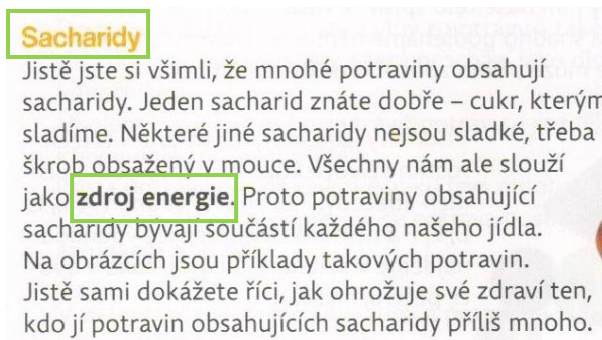 Sacharidy
Jistě jste si všimli, že mnohé potraviny obsahují
sacharidy. Jeden sacharid znáte dobře – cukr, kterým
sladíme. Některé jiné sacharidy nejsou sladké, třeba
škrob obsažený v mouce. Všechny nám ale slouží
jako zdroj energie. Proto potraviny obsahující
sacharidy bývají součástí každého našeho jídla.
Na obrázcích jsou příklady takových potravin.
Jistě sami dokážete říci, jak ohrožuje své zdraví ten,
kdo jí potravin obsahujících sacharidy příliš mnoho.